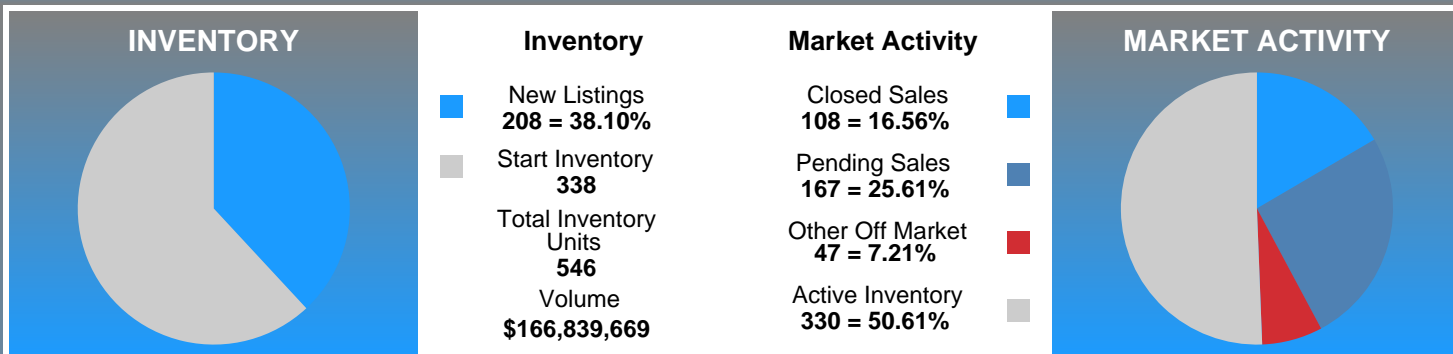 INVENTORY
Inventory
New Listings
208 = 38.10%
Start Inventory
338
Total Inventory
Units
546
Volume
$166,839,669
Market Activity
Closed Sales
108 = 16.56%
Pending Sales
167 = 25.61%
Other Off Market
47 = 7.21%
Active Inventory
330 = 50.61%
MARKET ACTIVITY